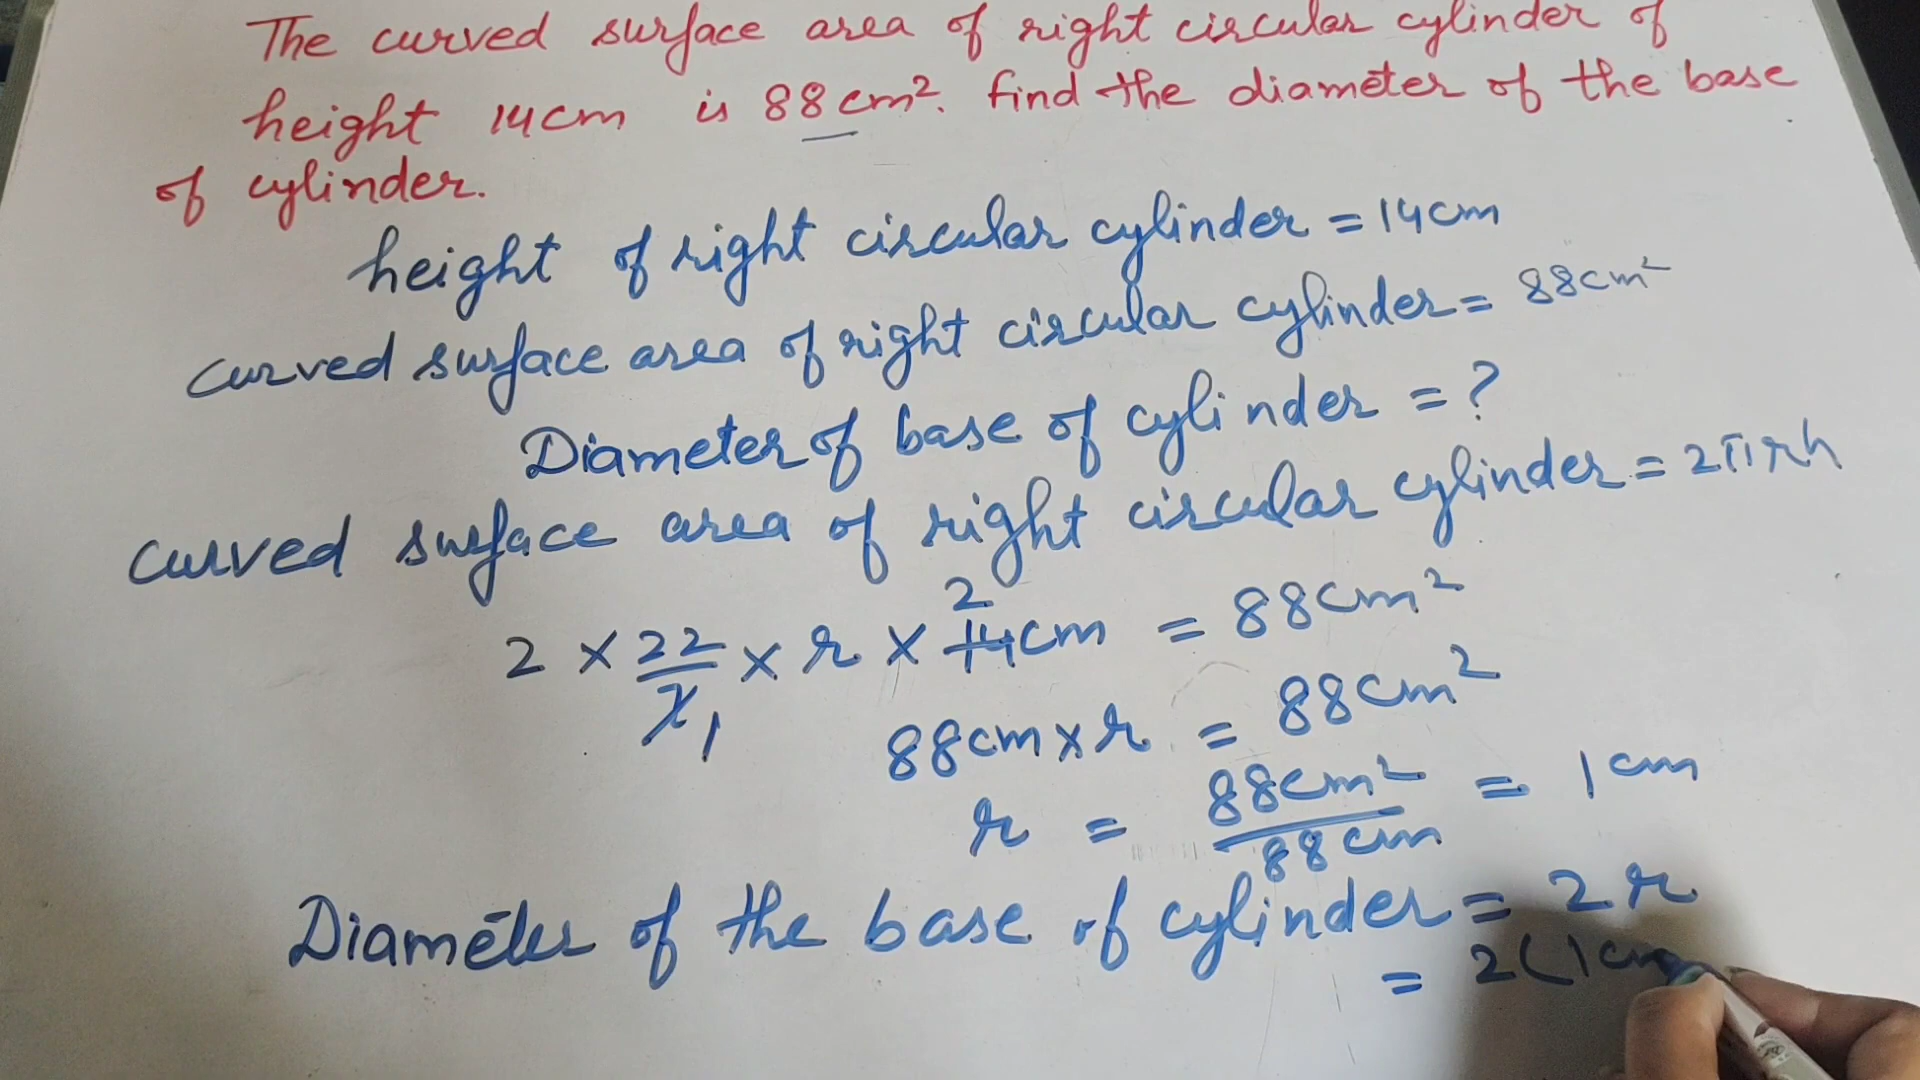 The curved surface area of right circular cylinder of
height 14cm is 88cm². find the diameter of the base
of cylinder.
height of right circular cylinder = 14cm
curved surface area of right circular cylinder = 88cm²
Diameter of base of cylinder = ?
curved surface area of right circular cylinder = 2πrh
2
2 × 22/7 × r × 14cm = 88cm²
1
88cm × r = 88cm²
r = 88cm²/88cm = 1cm
Diameter of the base of cylinder = 2r
= 2(1cm